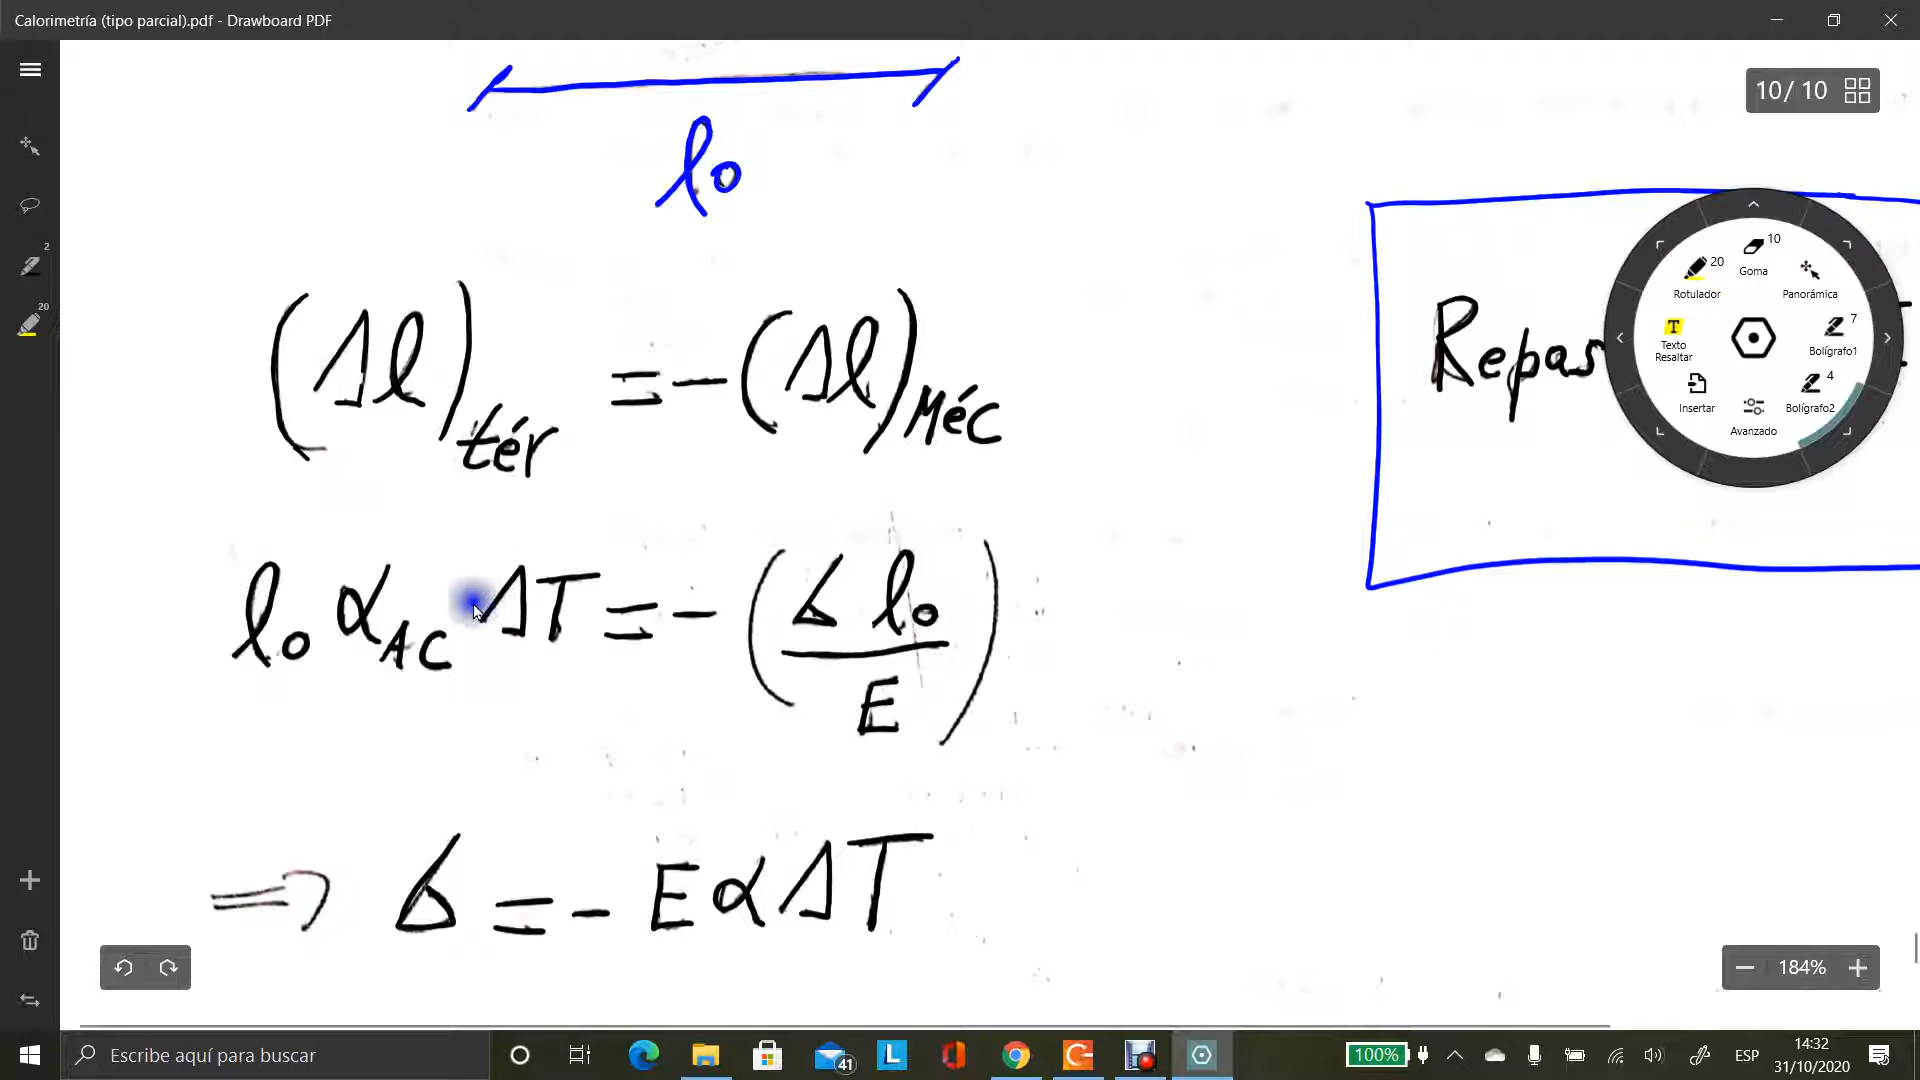 Calorimetría (tipo parcial).pdf - Drawboard PDF
10/ 10
l₀
2
20
(Δl)tér = -(Δl)Méc
l₀ α_AC ΔT = -(σ l₀ / E)
⇒ σ = - E α Δ T
Repas
10
Goma
20
Rotulador
Panorámica
T
Texto
Resaltar
7
Bolígrafo1
Insertar
4
Bolígrafo2
Avanzado
184%
Escribe aquí para buscar
41
L
100%
ESP
14:32
31/10/2020